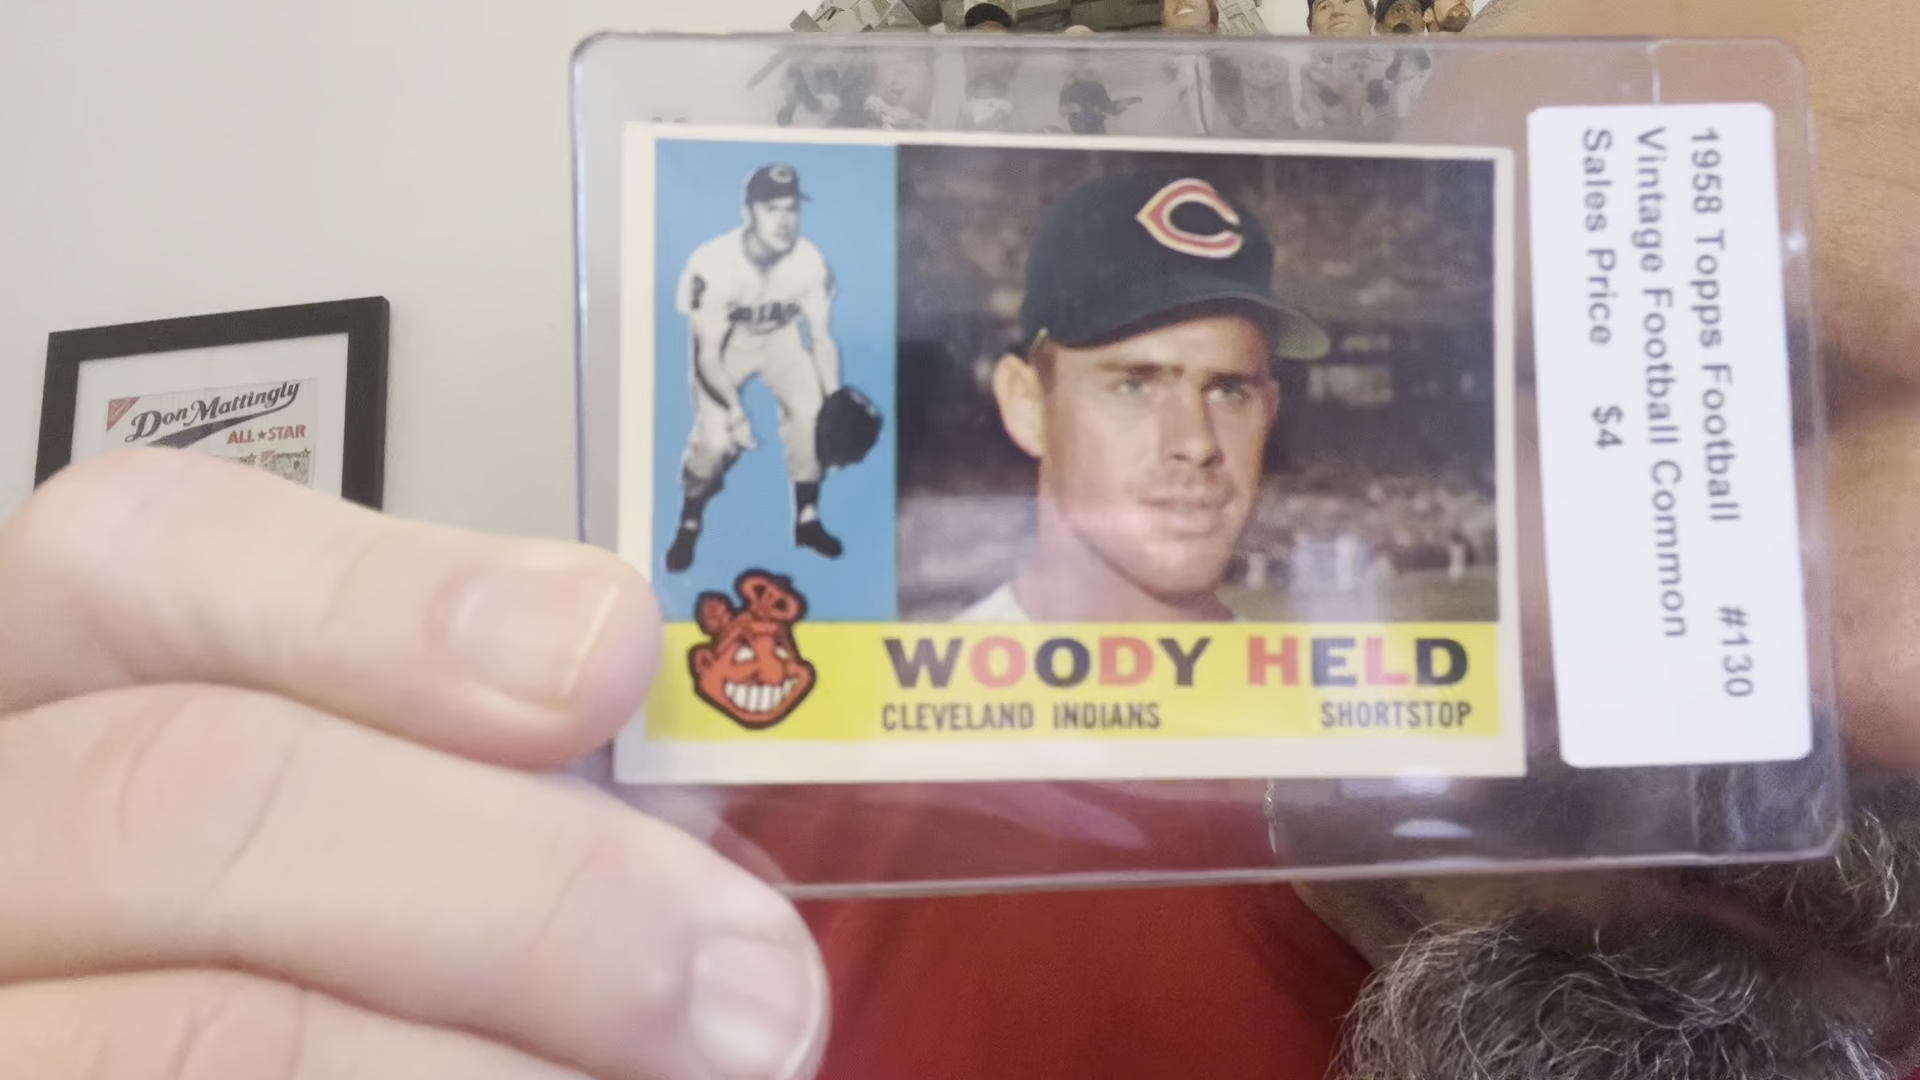 Don Mattingly
ALL★STAR
WOODY HELD
CLEVELAND INDIANS SHORTSTOP
1958 Topps Football #130
Vintage Football Common
Sales Price $4